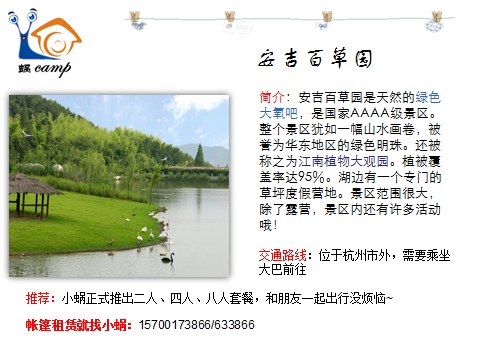 蜗camp
安吉百草园
简介：安吉百草园是天然的绿色
大氧吧，是国家AAAA级景区。
整个景区犹如一幅山水画卷，被
誉为华东地区的绿色明珠。还被
称之为江南植物大观园。植被覆
盖率达95%。湖边有一个专门的
草坪度假营地。景区范围很大，
除了露营，景区内还有许多活动
哦！
交通路线：位于杭州市外，需要乘坐
大巴前往
推荐：小蜗正式推出二人、四人、八人套餐，和朋友一起出行没烦恼~
帐篷租赁就找小蜗：15700173866/633866